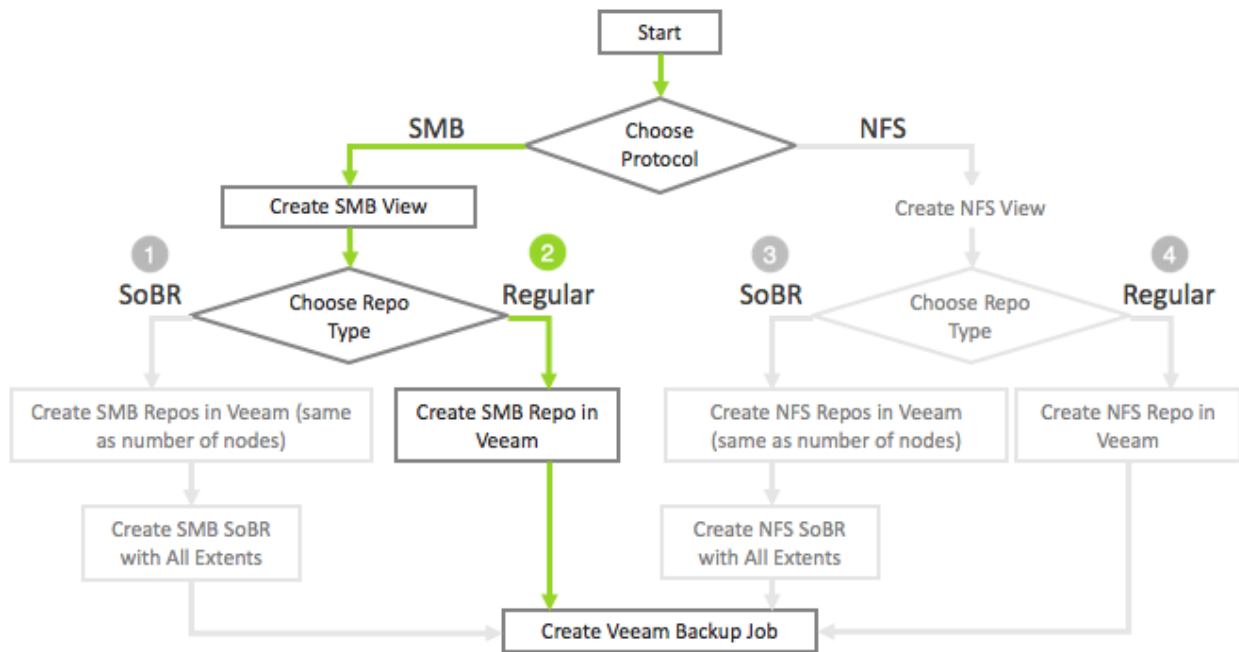 Start
SMB
Choose
Protocol
NFS
Create SMB View
Create NFS View
1
SoBR
Choose Repo
Type
2
Regular
3
SoBR
Choose Repo
Type
4
Regular
Create SMB Repos in Veeam (same
as number of nodes)
Create SMB Repo in
Veeam
Create NFS Repos in Veeam
(same as number of nodes)
Create NFS Repo in
Veeam
Create SMB SoBR
with All Extents
Create NFS SoBR
with All Extents
Create Veeam Backup Job